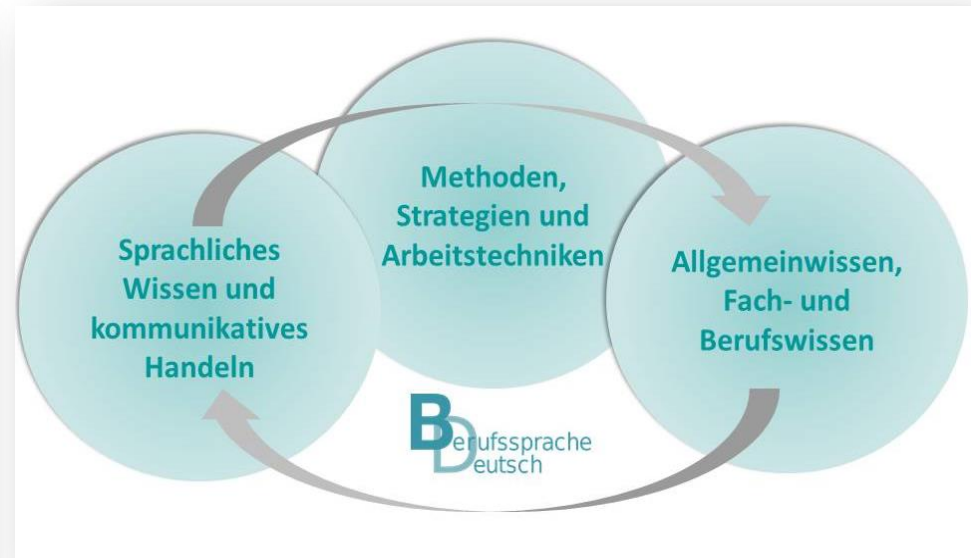 Sprachliches
Wissen und
kommunikatives
Handeln
Methoden,
Strategien und
Arbeitstechniken
Allgemeinwissen,
Fach- und
Berufswissen
Berufssprache
Deutsch